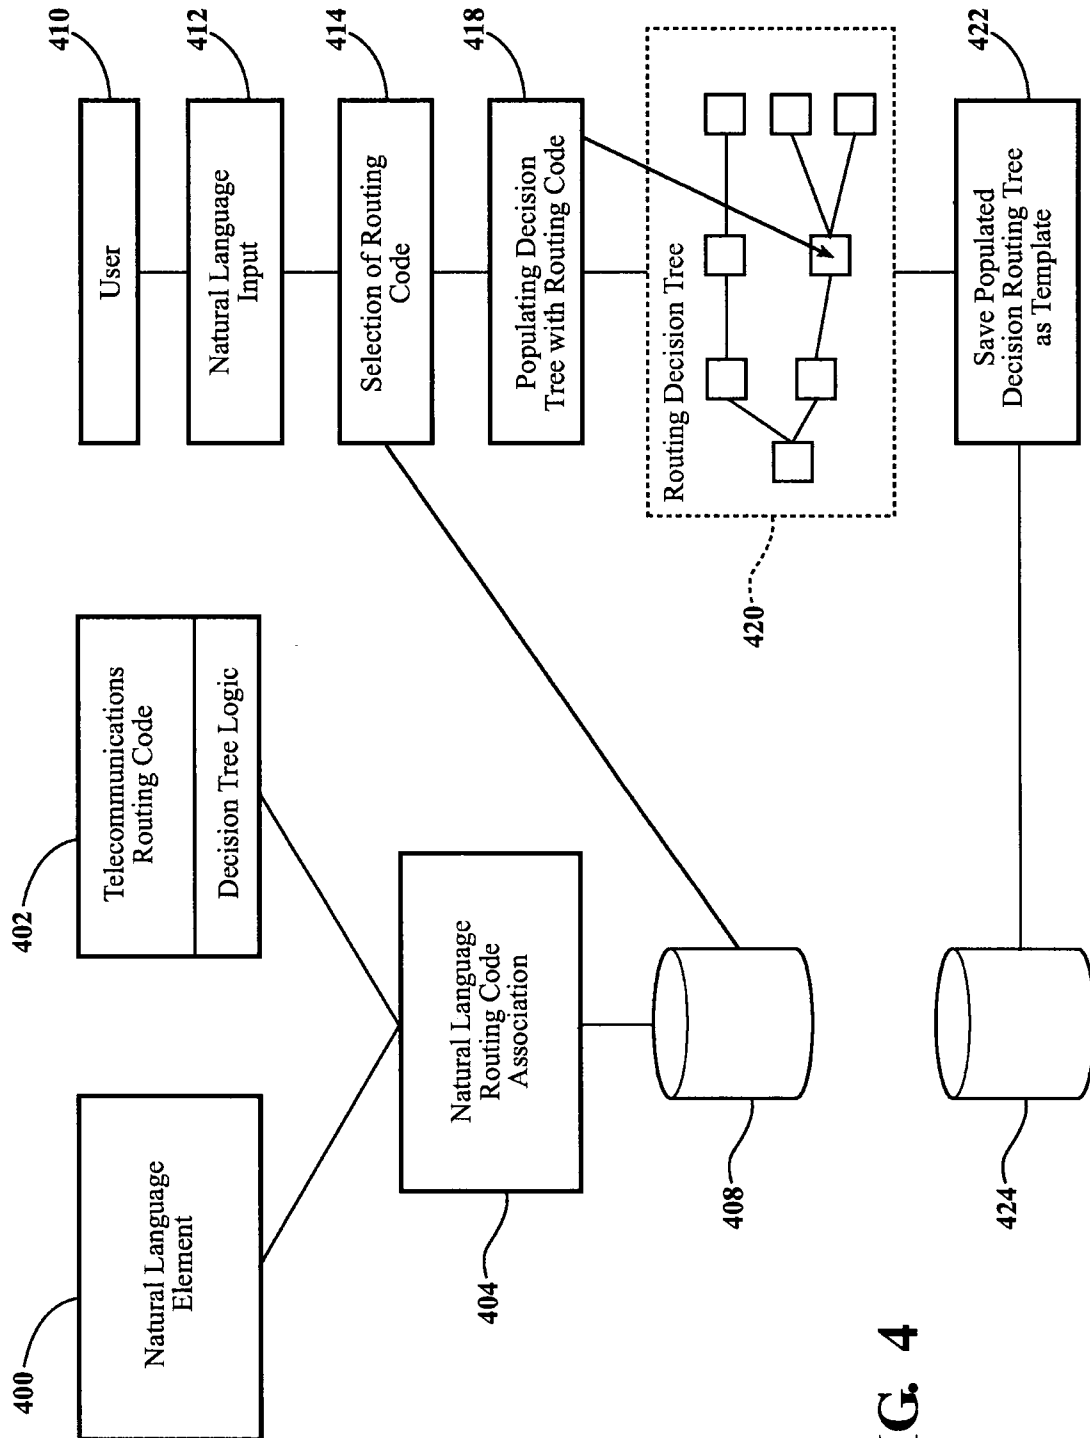 400
Natural Language
Element
402
Telecommunications
Routing Code
Decision Tree Logic
404
Natural Language
Routing Code
Association
408
410
User
412
Natural Language
Input
414
Selection of Routing
Code
418
Populating Decision
Tree with Routing Code
Routing Decision Tree
420
422
Save Populated
Decision Routing Tree
as Template
424
G. 4